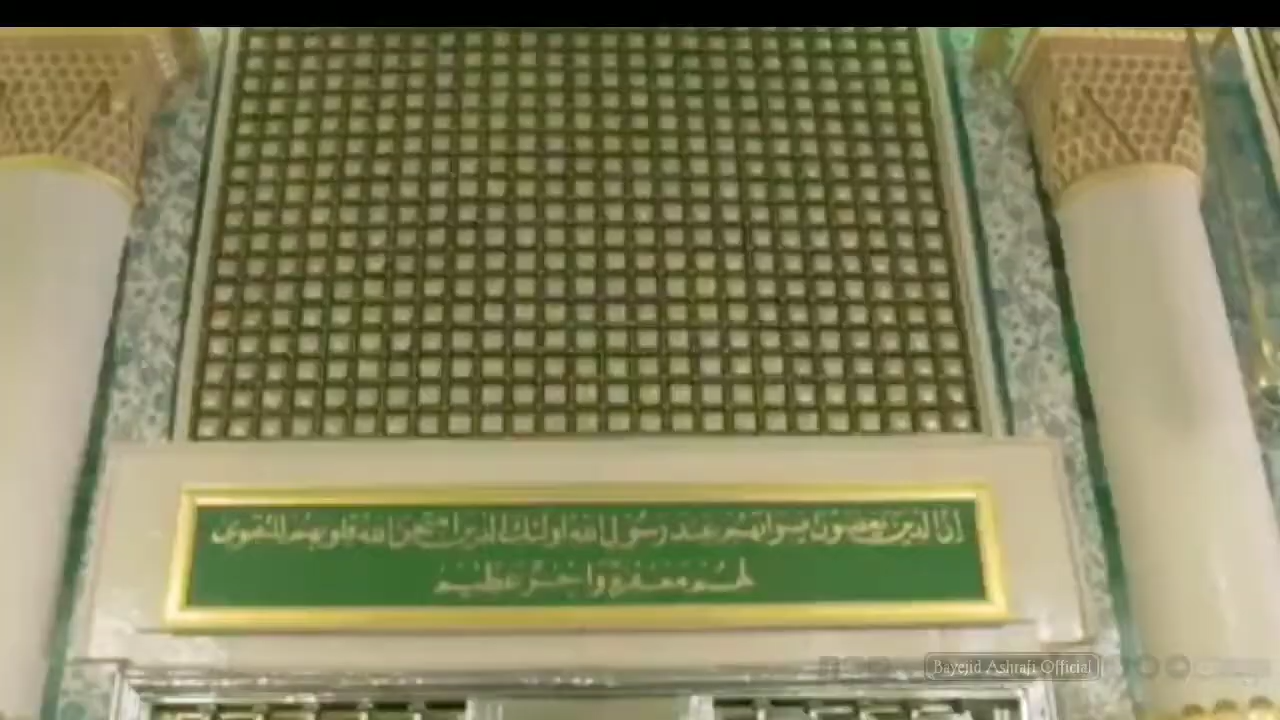 إن الذين يغضون أصواتهم عند رسول الله أولئك الذين امتحن الله قلوبهم للتقوى
لهم مغفرة وأجر عظيم
Bayejid Ashrafi Official